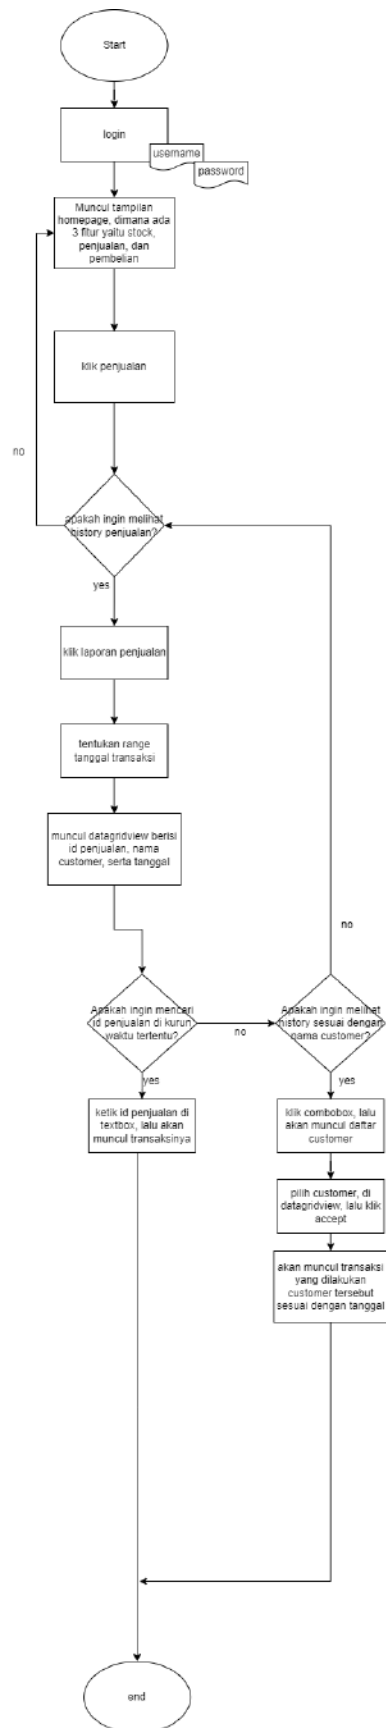 Start
login
username
password
Muncul tampilan
homepage, dimana ada
3 fitur yaitu stock,
penjualan, dan
pembelian
klik penjualan
no
apakah ingin melihat
history penjualan?
yes
klik laporan penjualan
tentukan range
tanggal transaksi
muncul datagridview berisi
id penjualan, nama
customer, serta tanggal
no
Apakah ingin mencari
id penjualan di kurun
waktu tertentu?
no
Apakah ingin melihat
history sesuai dengan
nama customer?
yes
yes
ketik id penjualan di
textbox, lalu akan
muncul transaksinya
klik combobox, lalu
akan muncul daftar
customer
pilih customer, di
datagridview, lalu klik
accept
akan muncul transaksi
yang dilakukan
customer tersebut
sesuai dengan tanggal
end